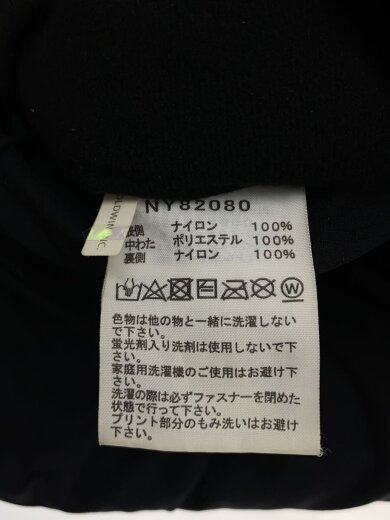 NY82080
表側 ナイロン 100%
中わた ポリエステル 100%
裏側 ナイロン 100%
W
色物は他の物と一緒に洗濯しない
で下さい。
蛍光剤入り洗剤は使用しないで下
さい。
家庭用洗濯機のご使用はお避け下
さい。
洗濯の際は必ずファスナーを閉めた
状態で行って下さい。
プリント部分のもみ洗いはお避け下
さい。
OLDWIN